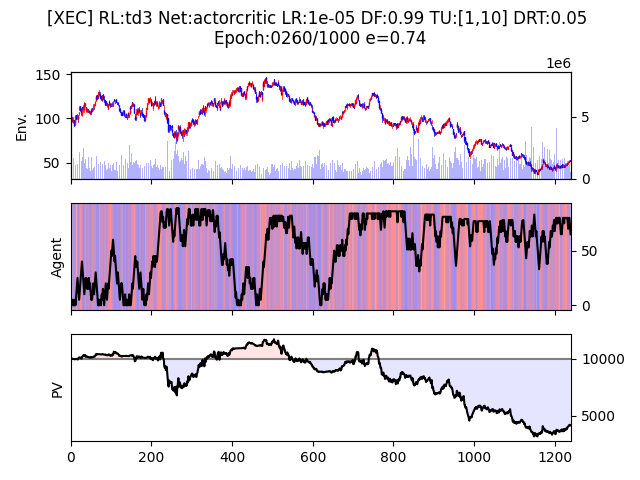 [XEC] RL:td3 Net:actorcritic LR:1e-05 DF:0.99 TU:[1,10] DRT:0.05
Epoch:0260/1000 e=0.74
1e6
150
100
50
Env.
5
0
Agent
50
0
PV
10000
5000
0 200 400 600 800 1000 1200